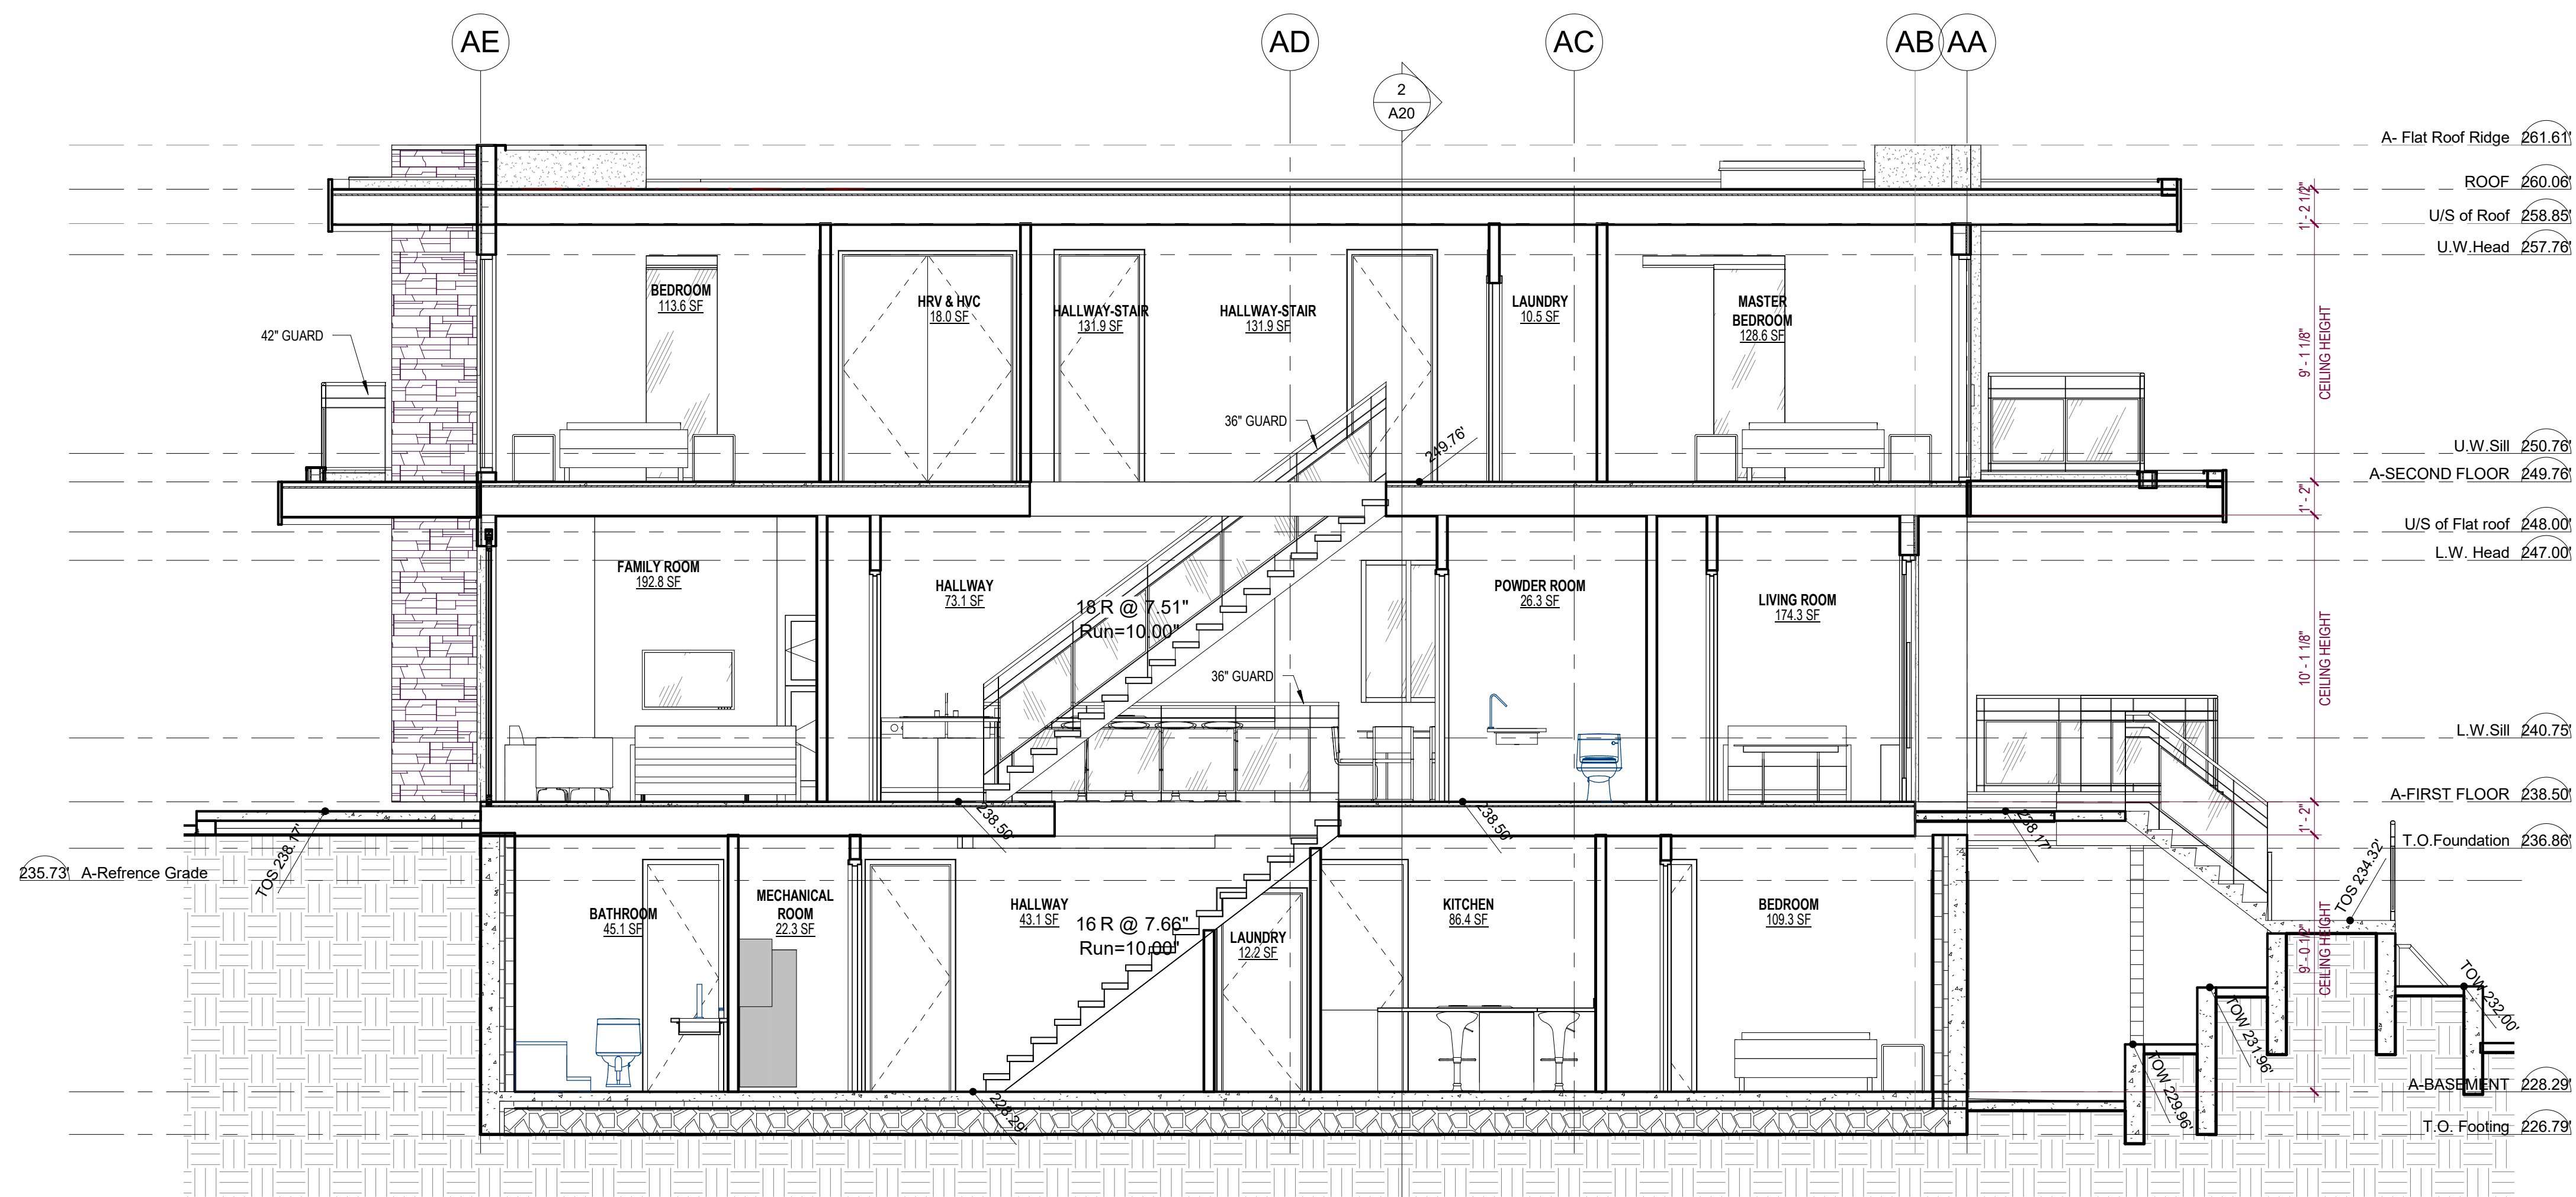 AE
AD
AC
AB
AA
2
A20
A- Flat Roof Ridge 261.61'
ROOF 260.06'
U/S of Roof 258.85'
U.W.Head 257.76'
1' - 2 1/2"
BEDROOM
113.6 SF
HRV & HVC
18.0 SF
HALLWAY-STAIR
131.9 SF
HALLWAY-STAIR
131.9 SF
LAUNDRY
10.5 SF
MASTER
BEDROOM
128.6 SF
42" GUARD
36" GUARD
249.76'
9' - 1 1/8"
CEILING HEIGHT
U.W.Sill 250.76'
A-SECOND FLOOR 249.76'
1' - 2"
U/S of Flat roof 248.00'
L.W. Head 247.00'
FAMILY ROOM
192.8 SF
HALLWAY
73.1 SF
18 R @ 7.51"
Run=10.00"
36" GUARD
POWDER ROOM
26.3 SF
LIVING ROOM
174.3 SF
10' - 1 1/8"
CEILING HEIGHT
L.W.Sill 240.75'
A-FIRST FLOOR 238.50'
1' - 2"
T.O.Foundation 236.86'
235.73' A-Refrence Grade
TOS 238.17'
238.50'
238.50'
238.17'
TOS 234.32'
BATHROOM
45.1 SF
MECHANICAL
ROOM
22.3 SF
HALLWAY
43.1 SF
16 R @ 7.66"
Run=10.00"
LAUNDRY
12.2 SF
KITCHEN
86.4 SF
BEDROOM
109.3 SF
9' - 0 1/2"
CEILING HEIGHT
TOW 232.00'
TOW 231.96'
TOW 229.96'
228.29'
A-BASEMENT 228.29'
T.O. Footing 226.79'